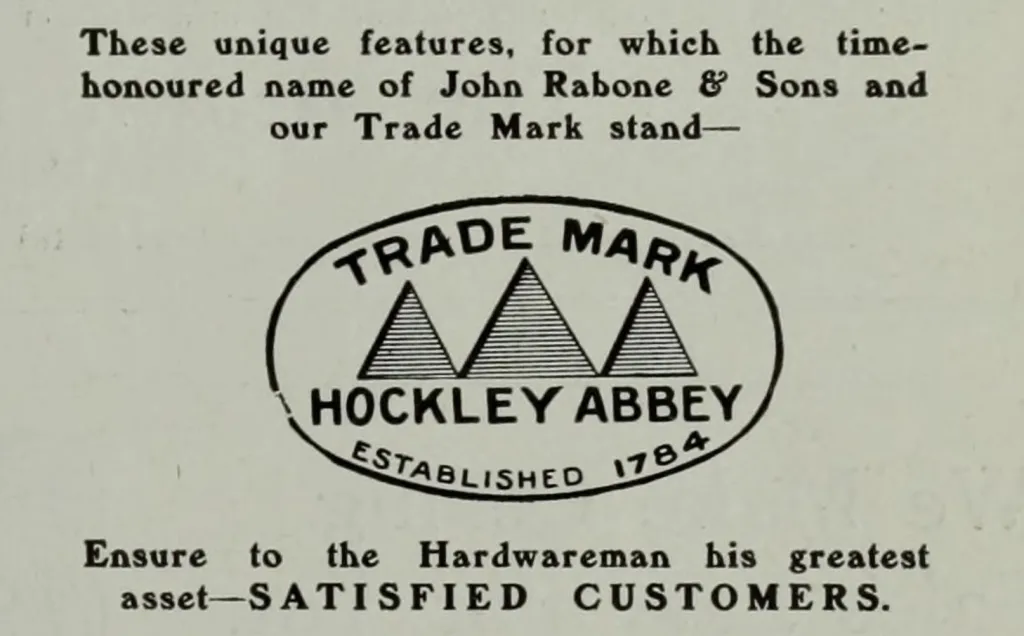 These unique features, for which the time-
honoured name of John Rabone & Sons and
our Trade Mark stand—
TRADE MARK
HOCKLEY ABBEY
ESTABLISHED 1784
Ensure to the Hardwareman his greatest
asset—SATISFIED CUSTOMERS.